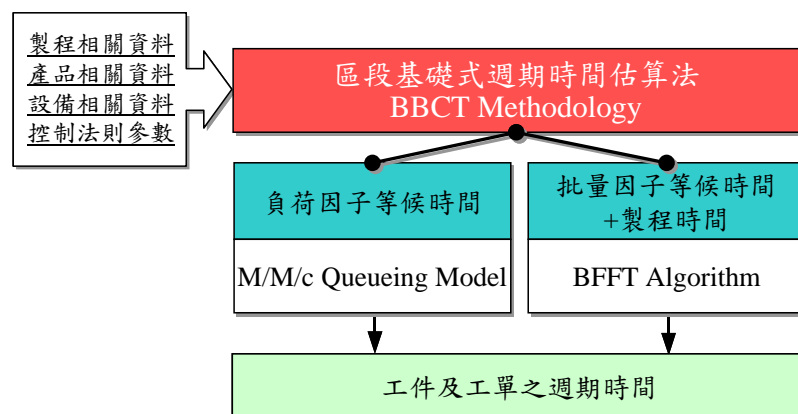 製程相關資料
產品相關資料
設備相關資料
控制法則參數
區段基礎式週期時間估算法
BBCT Methodology
負荷因子等候時間
M/M/c Queueing Model
批量因子等候時間
+製程時間
BFFT Algorithm
工件及工單之週期時間